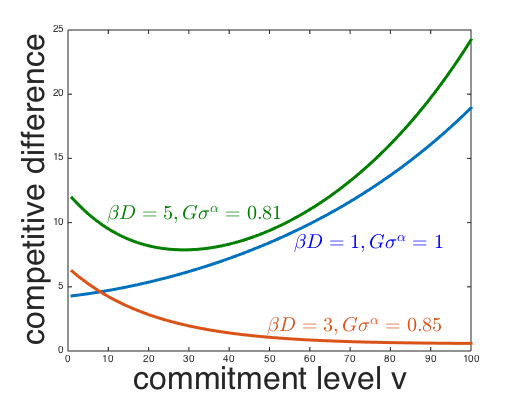 competitive difference
25
20
15
10
5
0
βD = 5, Gσ^α = 0.81
βD = 1, Gσ^α = 1
βD = 3, Gσ^α = 0.85
0 10 20 30 40 50 60 70 80 90 100
commitment level v